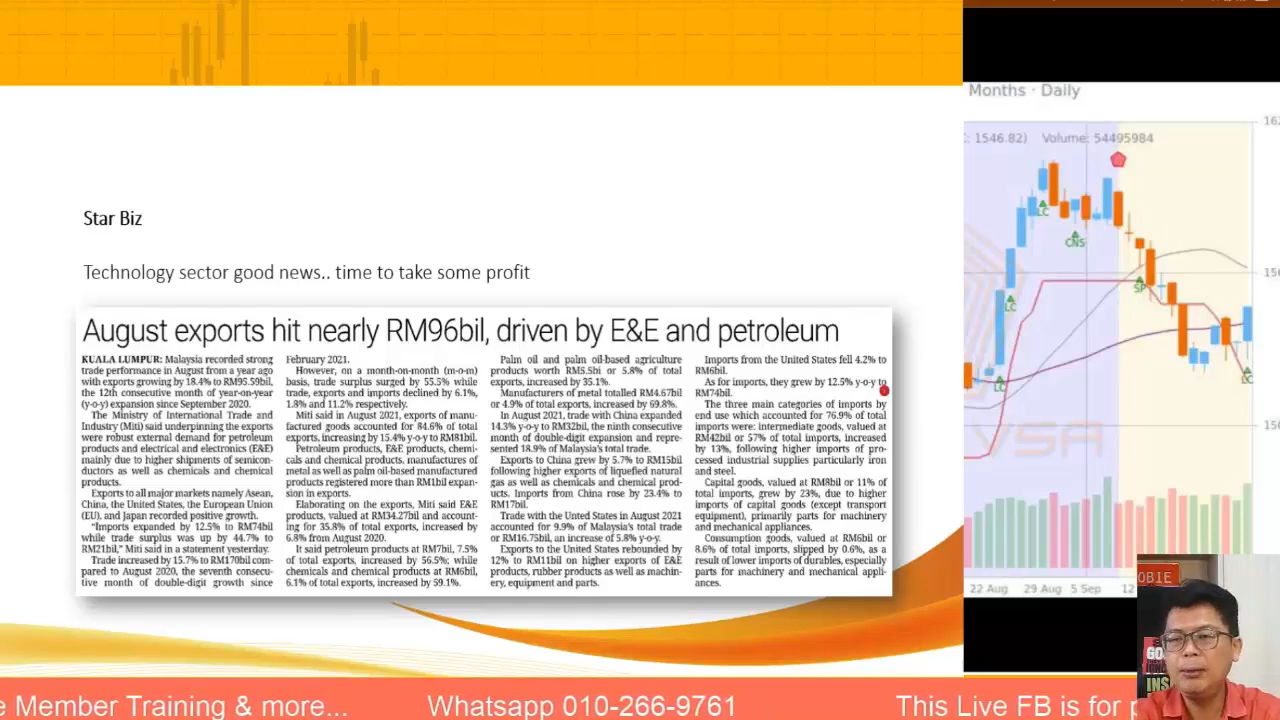 Star Biz
Technology sector good news.. time to take some profit
August exports hit nearly RM96bil, driven by E&E and petroleum
KUALA LUMPUR: Malaysia recorded strong
trade performance in August from a year ago
with exports growing by 18.4% to RM95.59bil,
the 12th consecutive month of year-on-year
(y-o-y) expansion since September 2020.
The Ministry of International Trade and
Industry (Miti) said underpinning the exports
were robust external demand for petroleum
products and electrical and electronics (E&E)
mainly due to higher shipments of semicon-
ductors as well as chemicals and chemical
products.
Exports to all major markets namely Asean,
China, the United States, the European Union
(EU), and Japan recorded positive growth.
"Imports expanded by 12.5% to RM74bil
while trade surplus was up by 44.7% to
RM21bil," Miti said in a statement yesterday.
Trade increased by 15.7% to RM170bil com-
pared to August 2020, the seventh consecu-
tive month of double-digit growth since
February 2021.
However, on a month-on-month (m-o-m)
basis, trade surplus surged by 55.5% while
trade, exports and imports declined by 6.1%,
1.8% and 11.2% respectively.
Miti said in August 2021, exports of manu-
factured goods accounted for 84.6% of total
exports, increasing by 15.4% y-o-y to RM81bil.
Petroleum products, E&E products, chemi-
cals and chemical products, manufactures of
metal as well as palm oil-based manufactured
products registered more than RM1bil expan-
sion in exports.
Elaborating on the exports, Miti said E&E
products, valued at RM34.27bil and account-
ing for 35.8% of total exports, increased by
6.8% from August 2020.
It said petroleum products at RM7bil, 7.5%
of total exports, increased by 56.5%; while
chemicals and chemical products at RM6bil,
6.1% of total exports, increased by 59.1%.
Palm oil and palm oil-based agriculture
products worth RM5.5bi or 5.8% of total
exports, increased by 35.1%.
Manufacturers of metal totalled RM4.67bil
or 4.9% of total exports, increased by 69.8%.
In August 2021, trade with China expanded
14.3% y-o-y to RM32bil, the ninth consecutive
month of double-digit expansion and repre-
sented 18.9% of Malaysia's total trade.
Exports to China grew by 5.7% to RM15bil
following higher exports of liquefied natural
gas as well as chemicals and chemical prod-
ucts. Imports from China rose by 23.4% to
RM17bil.
Trade with the United States in August 2021
accounted for 9.9% of Malaysia's total trade
or RM16.75bil, an increase of 5.8% y-o-y.
Exports to the United States rebounded by
12% to RM11bil on higher exports of E&E
products, rubber products as well as machin-
ery, equipment and parts.
Imports from the United States fell 4.2% to
RM6bil.
As for imports, they grew by 12.5% y-o-y to
RM74bil.
The three main categories of imports by
end use which accounted for 76.9% of total
imports were: intermediate goods, valued at
RM42bil or 57% of total imports, increased
by 13%, following higher imports of pro-
cessed industrial supplies particularly iron
and steel.
Capital goods, valued at RM8bil or 11% of
total imports, grew by 23%, due to higher
imports of capital goods (except transport
equipment), primarily parts for machinery
and mechanical appliances.
Consumption goods, valued at RM6bil or
8.6% of total imports, slipped by 0.6%, as a
result of lower imports of durables, especially
parts for machinery and mechanical appli-
ances.
Months · Daily
: 1546.82) Volume: 54495984
LC
CNS
LC
SP
LC
LC
VSA
22 Aug 29 Aug 5 Sep 12
OBIE
e Member Training & more... Whatsapp 010-266-9761 This Live FB is for